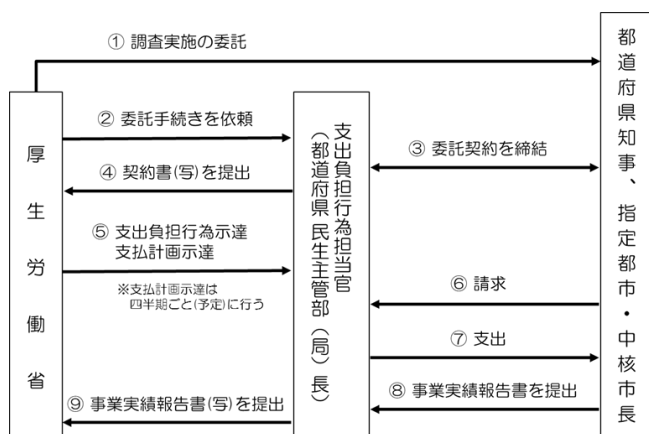 ① 調査実施の委託
厚生労働省
② 委託手続きを依頼
④ 契約書(写)を提出
⑤ 支出負担行為示達
支払計画示達
※支払計画示達は
四半期ごと(予定)に行う
⑨ 事業実績報告書(写)を提出
支出負担行為担当官
(都道府県 民生主管部(局)長)
③ 委託契約を締結
⑥ 請求
⑦ 支出
⑧ 事業実績報告書を提出
都道府県知事、指定都市・中核市長